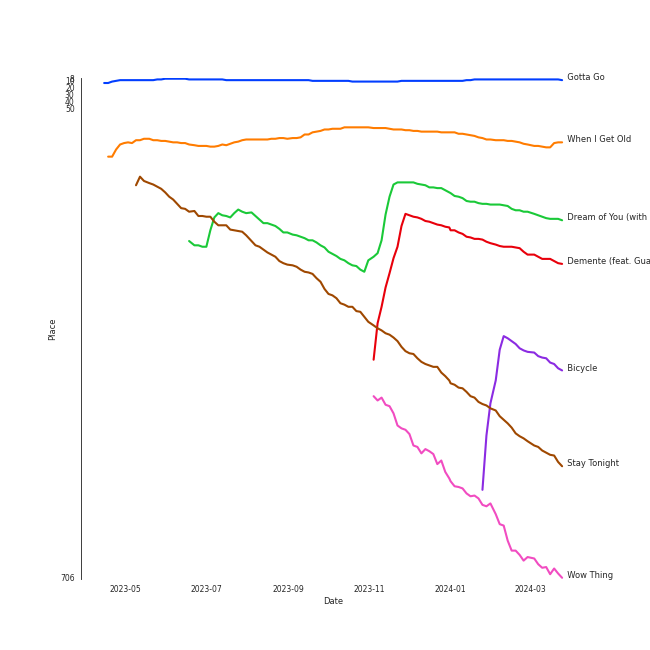 8
10
20
30
40
50
706
Place
2023-05
2023-07
2023-09
2023-11
2024-01
2024-03
Date
Gotta Go
When I Get Old
Dream of You (with
Demente (feat. Gua
Bicycle
Stay Tonight
Wow Thing